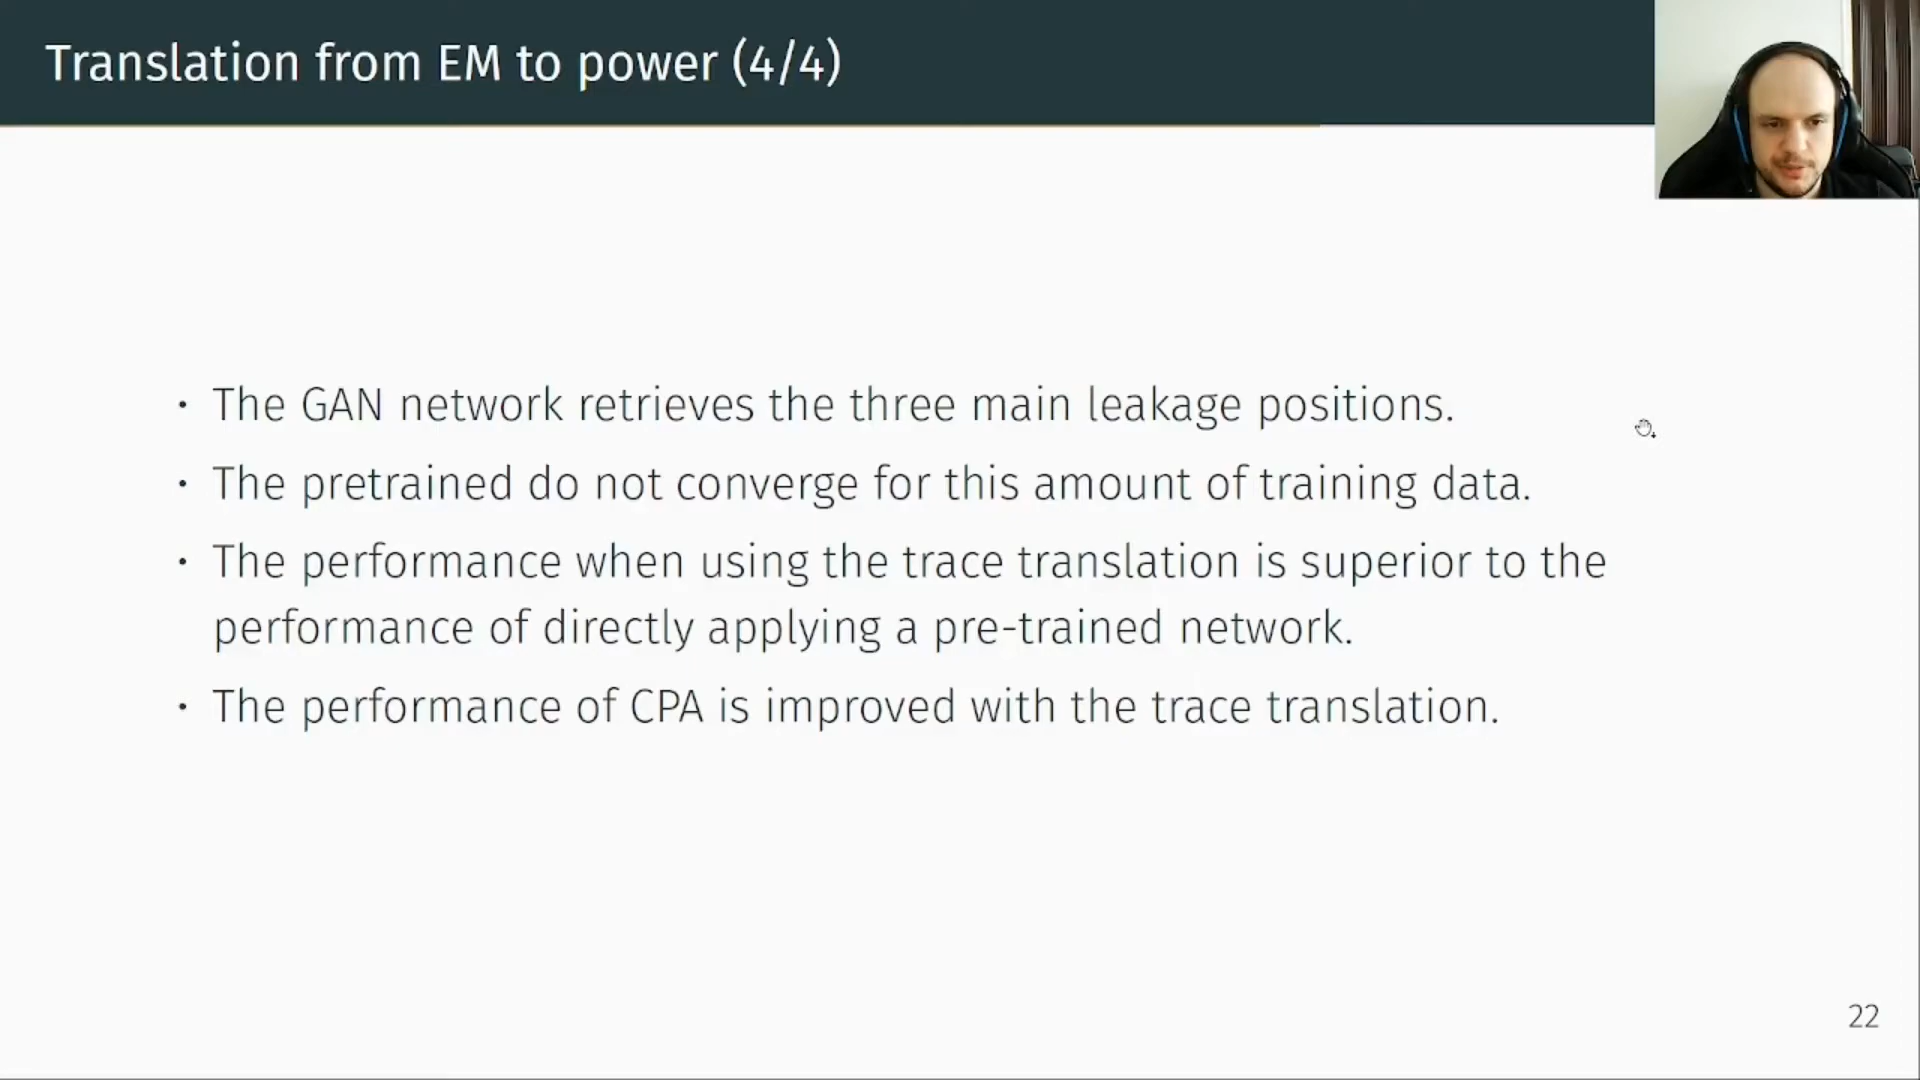 Translation from EM to power (4/4)
• The GAN network retrieves the three main leakage positions.
• The pretrained do not converge for this amount of training data.
• The performance when using the trace translation is superior to the
performance of directly applying a pre-trained network.
• The performance of CPA is improved with the trace translation.
22